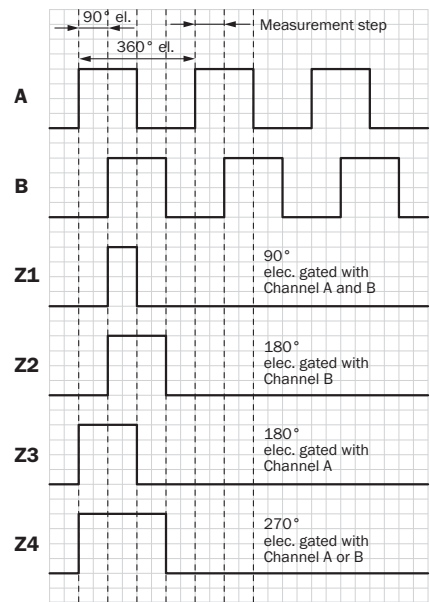 90° el.
Measurement step
360° el.
A
B
Z1
90°
elec. gated with
Channel A and B
Z2
180°
elec. gated with
Channel B
Z3
180°
elec. gated with
Channel A
Z4
270°
elec. gated with
Channel A or B